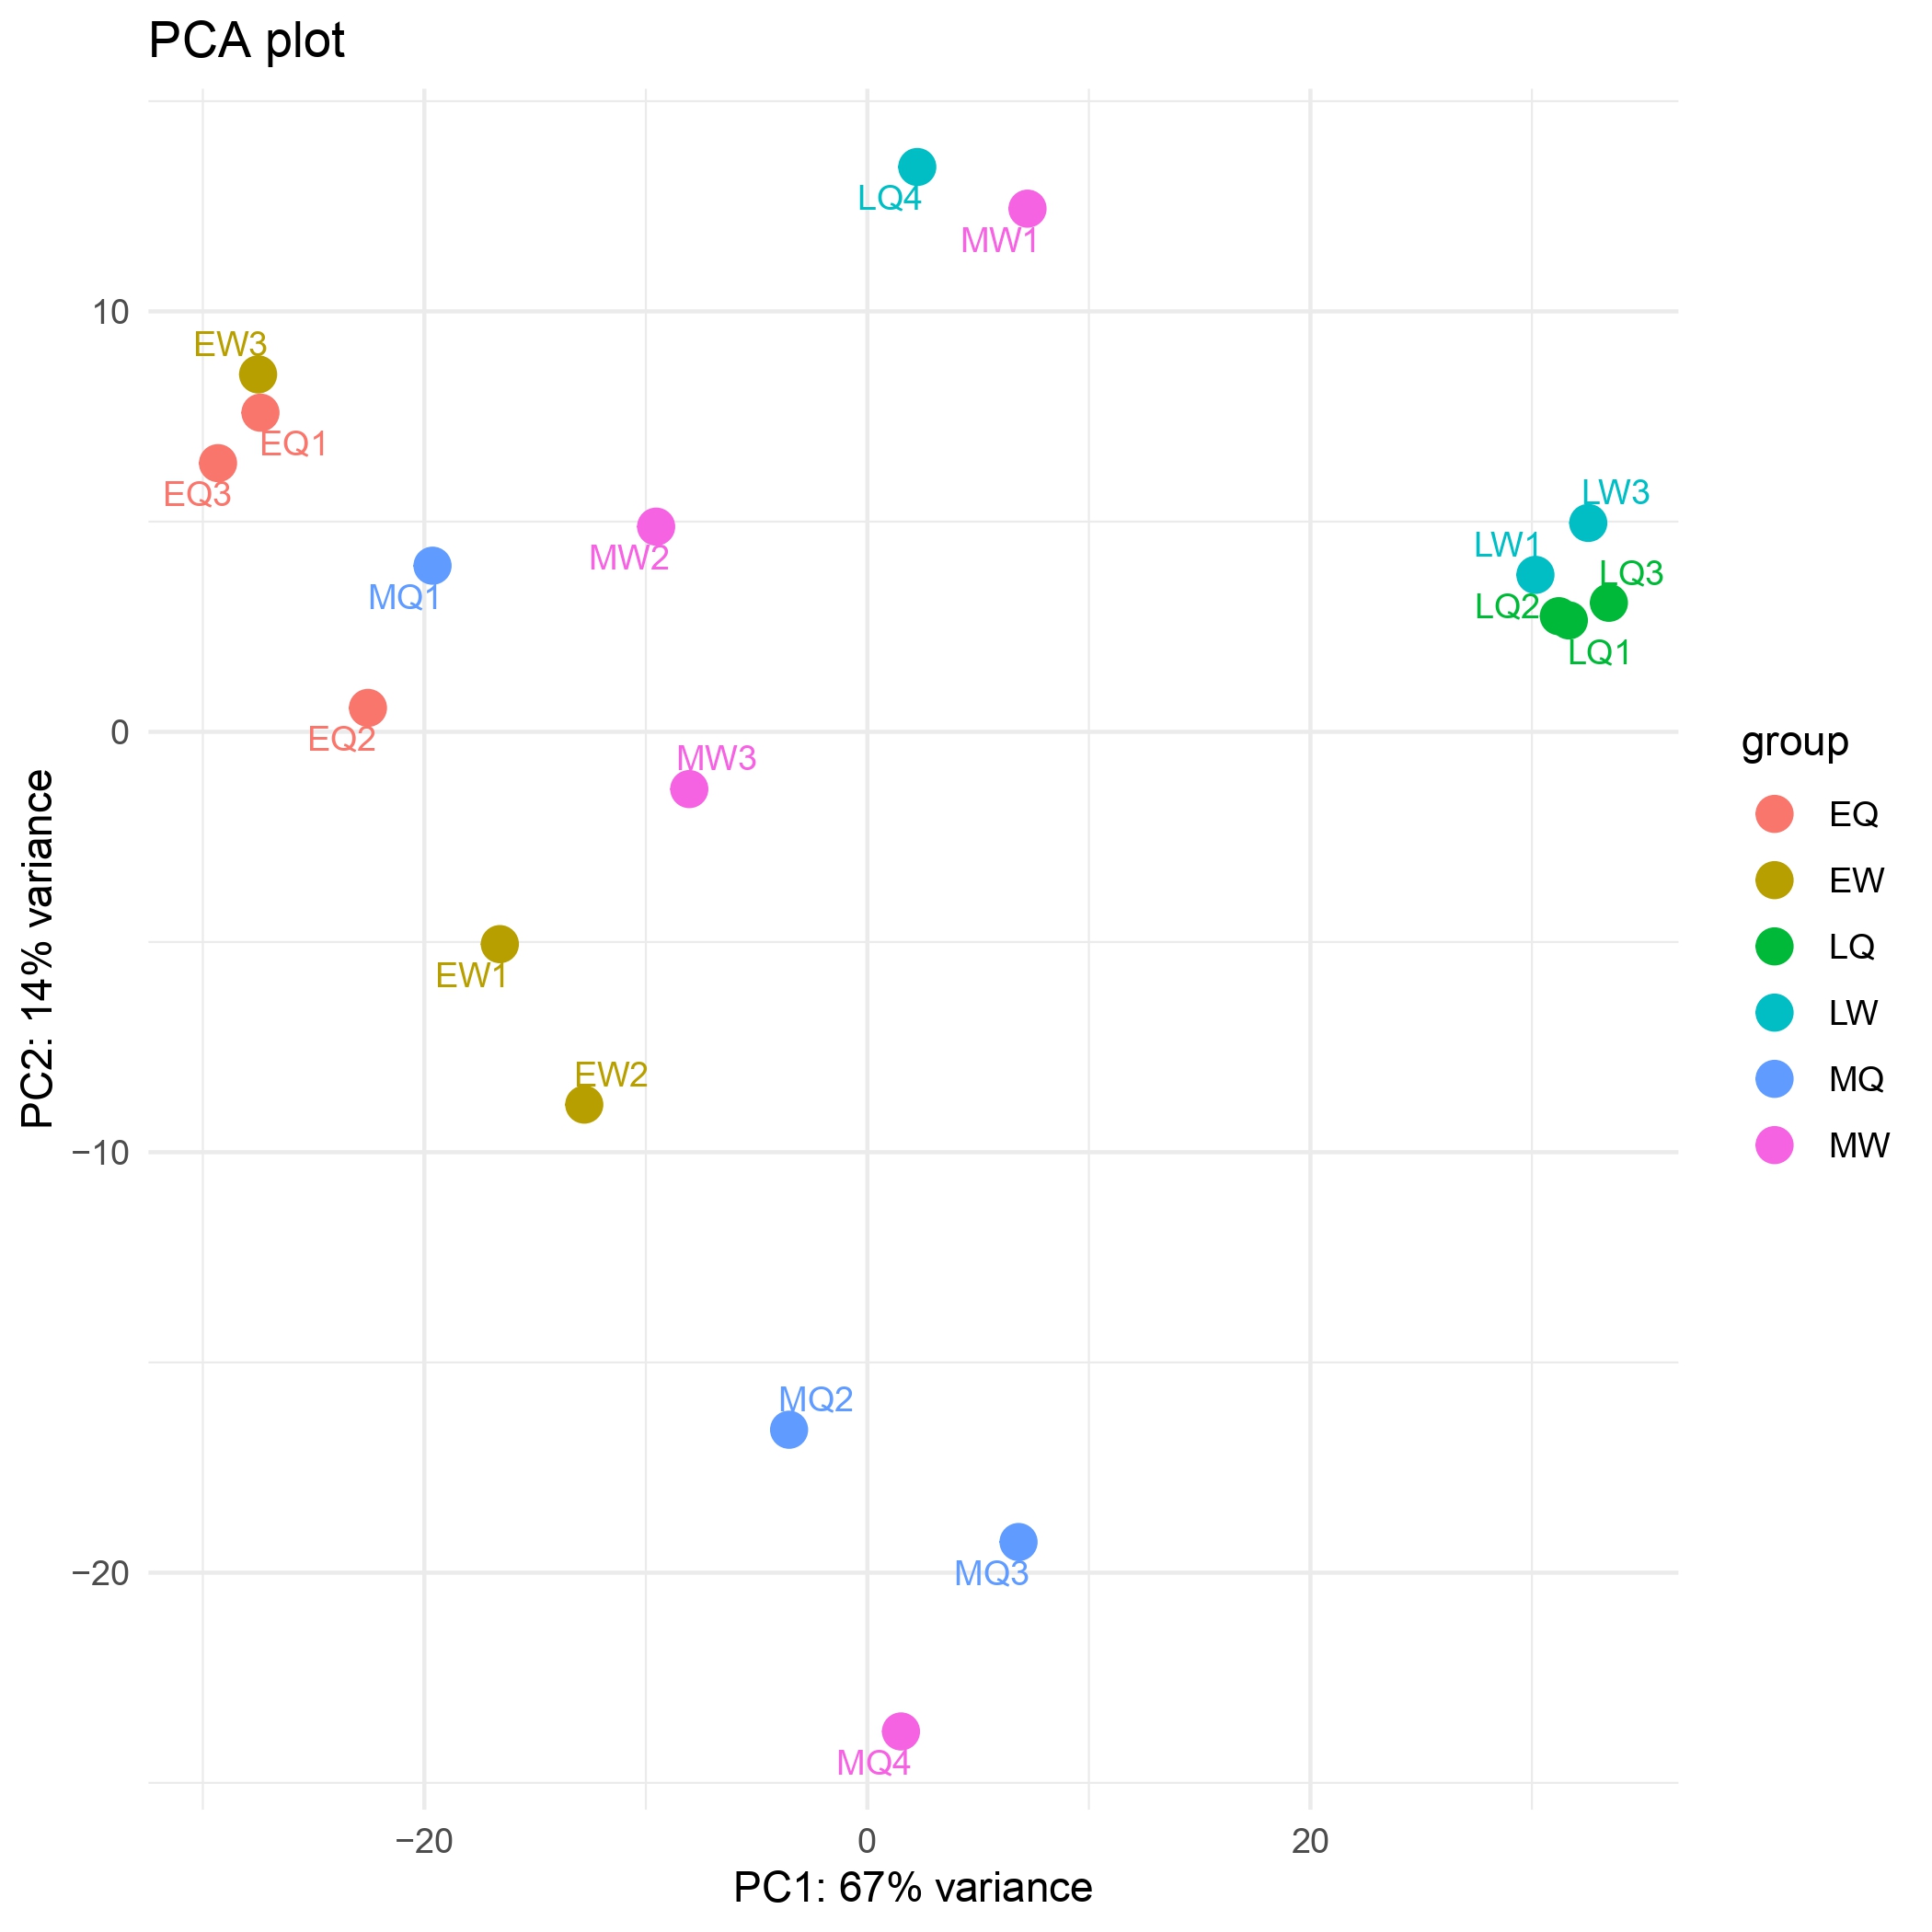 PCA plot
LQ4
MW1
10
EW3
EQ1
EQ3
LW3
MW2
LW1
LQ3
MQ1
LQ2
LQ1
0
EQ2
MW3
group
EQ
EW
LQ
LW
MQ
MW
PC2: 14% variance
EW1
EW2
−10
MQ2
−20
MQ3
MQ4
−20
0
20
PC1: 67% variance